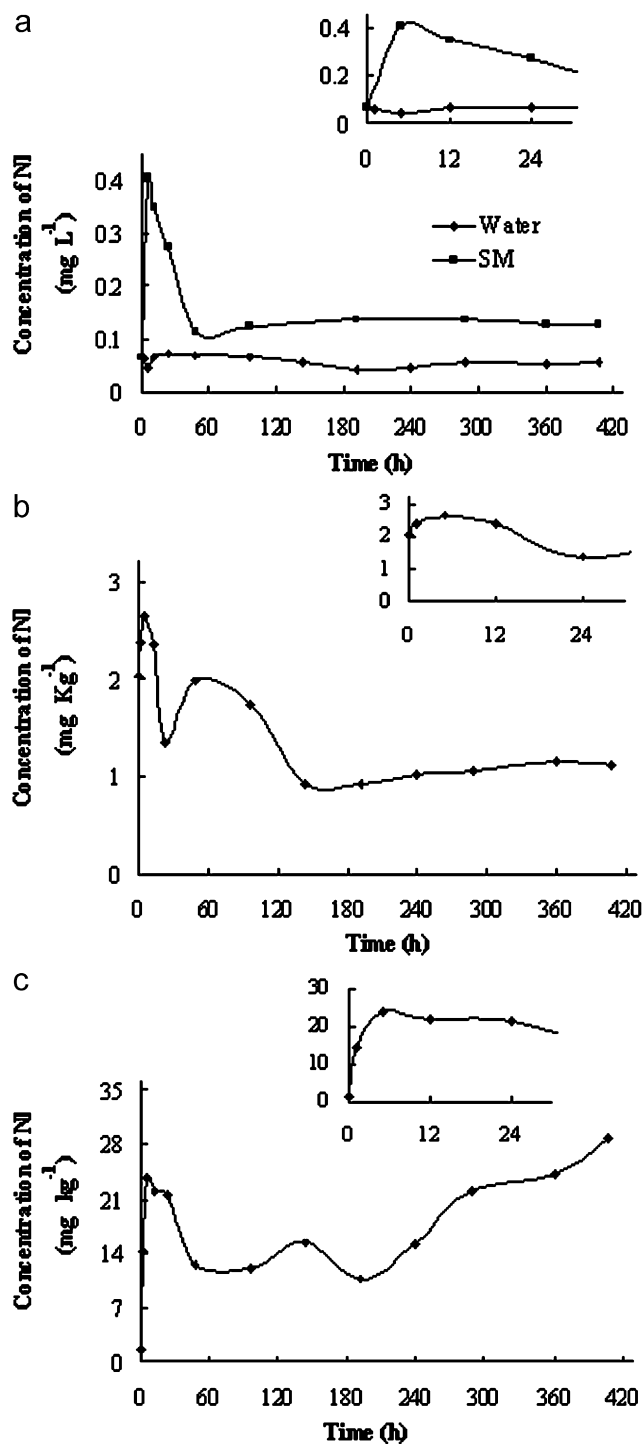 a
0.4
0.2
0
0 12 24
Concentration of NI
(mg L-1)
0.4
0.3
0.2
0.1
0
Water
SM
0 60 120 180 240 300 360 420
Time (h)
b
3
2
1
0
0 12 24
Concentration of NI
(mg Kg-1)
3
2
1
0
0 60 120 180 240 300 360 420
Time (h)
c
30
20
10
0
0 12 24
Concentration of NI
(mg kg-1)
35
28
21
14
7
0
0 60 120 180 240 300 360 420
Time (h)